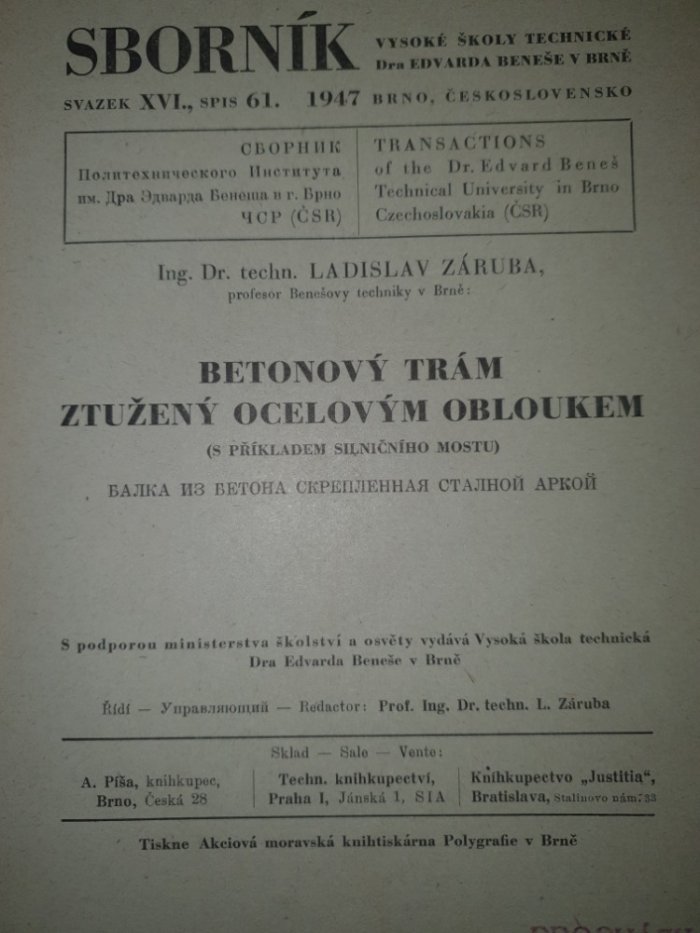 SBORNÍK
VYSOKÉ ŠKOLY TECHNICKÉ
Dra EDVARDA BENEŠE V BRNĚ
SVAZEK XVI., SPIS 61. 1947 BRNO, ČESKOSLOVENSKO
СБОРНИК
Политехнического Института
им. Дра Эдварда Бенеша в г. Брно
ЧСР (ČSR)
TRANSACTIONS
of the Dr. Edvard Beneš
Technical University in Brno
Czechoslovakia (ČSR)
Ing. Dr. techn. LADISLAV ZÁRUBA,
profesor Benešovy techniky v Brně:
BETONOVÝ TRÁM
ZTUŽENÝ OCELOVÝM OBLOUKEM
(S PŘÍKLADEM SILNIČNÍHO MOSTU)
БАЛКА ИЗ БЕТОНА СКРЕПЛЕННАЯ СТАЛНОЙ АРКОЙ
S podporou ministerstva školství a osvěty vydává Vysoká škola technická
Dra Edvarda Beneše v Brně
Řídí — Управляющий — Redactor: Prof. Ing. Dr. techn. L. Záruba
Sklad — Sale — Vente:
A. Píša, knihkupec,
Brno, Česká 28
Techn. knihkupectví,
Praha I, Jánská 1, SIA
Kníhkupectvo „Justitia“,
Bratislava, Stalinovo nám. 33
Tiskne Akciová moravská knihtiskárna Polygrafie v Brně